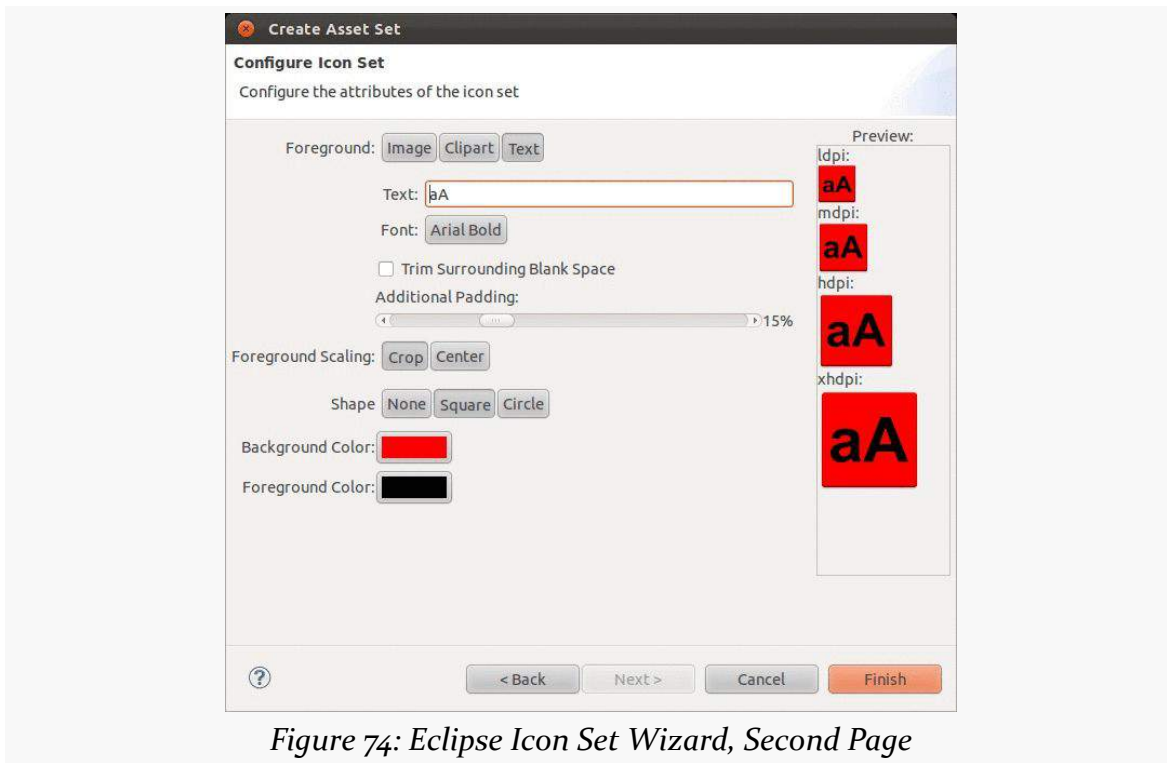 Create Asset Set
Configure Icon Set
Configure the attributes of the icon set
Foreground: Image Clipart Text
Text: aA
Font: Arial Bold
Trim Surrounding Blank Space
Additional Padding:
15%
Foreground Scaling: Crop Center
Shape None Square Circle
Background Color:
Foreground Color:
Preview:
ldpi:
aA
mdpi:
aA
hdpi:
aA
xhdpi:
aA
? < Back Next > Cancel Finish
Figure 74: Eclipse Icon Set Wizard, Second Page